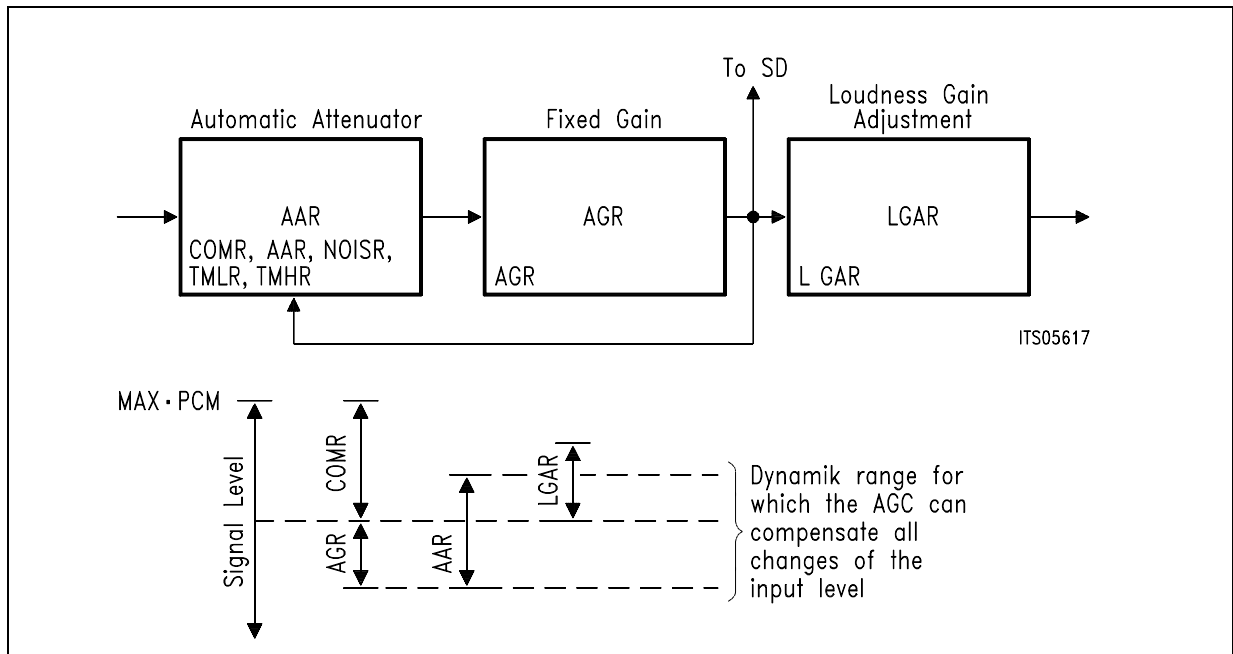 To SD
Automatic Attenuator
Fixed Gain
Loudness Gain
Adjustment
AAR
COMR, AAR, NOISR,
TMLR, TMHR
AGR
AGR
LGAR
L GAR
ITS05617
MAX·PCM
Signal Level
COMR
AGR
AAR
LGAR
Dynamik range for
which the AGC can
compensate all
changes of the
input level